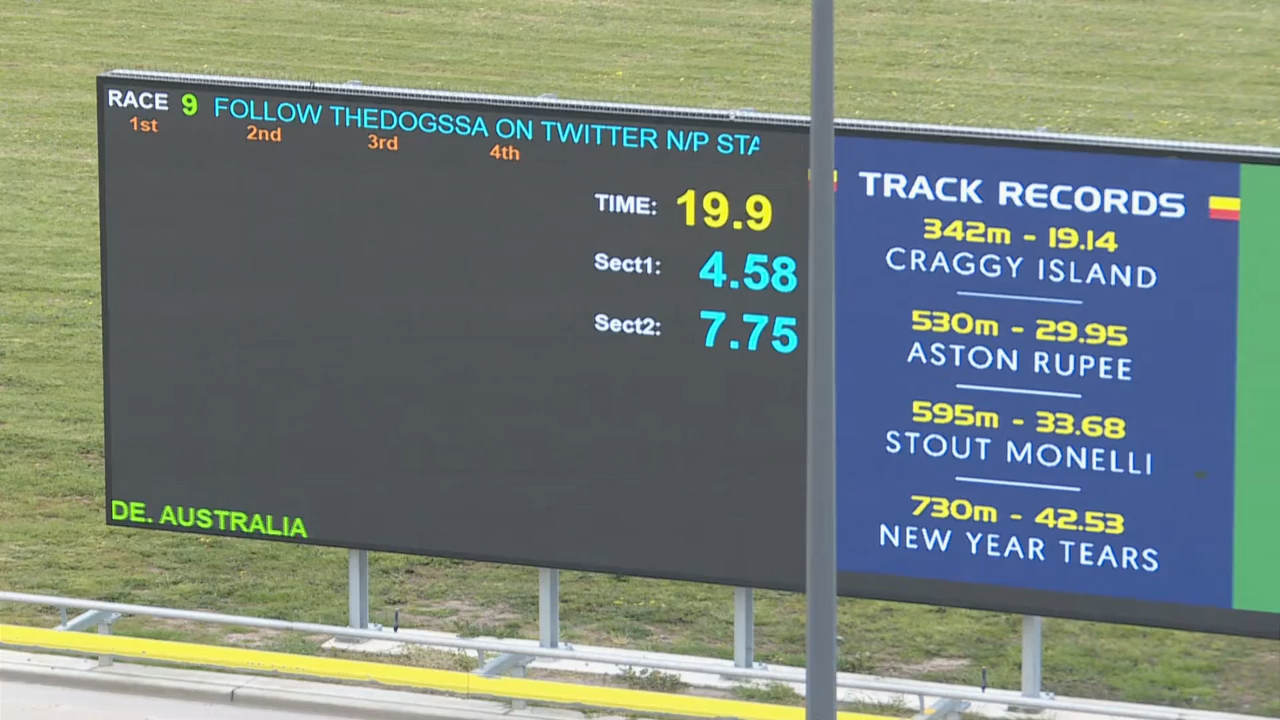 RACE 9 FOLLOW THEDOGSSA ON TWITTER N/P
1st 2nd 3rd 4th
TIME: 19.9
Sect1: 4.58
Sect2: 7.75
DE. AUSTRALIA
TRACK RECORDS
342m - 19.14
CRAGGY ISLAND
530m - 29.95
ASTON RUPEE
595m - 33.68
STOUT MONELLI
730m - 42.53
NEW YEAR TEARS